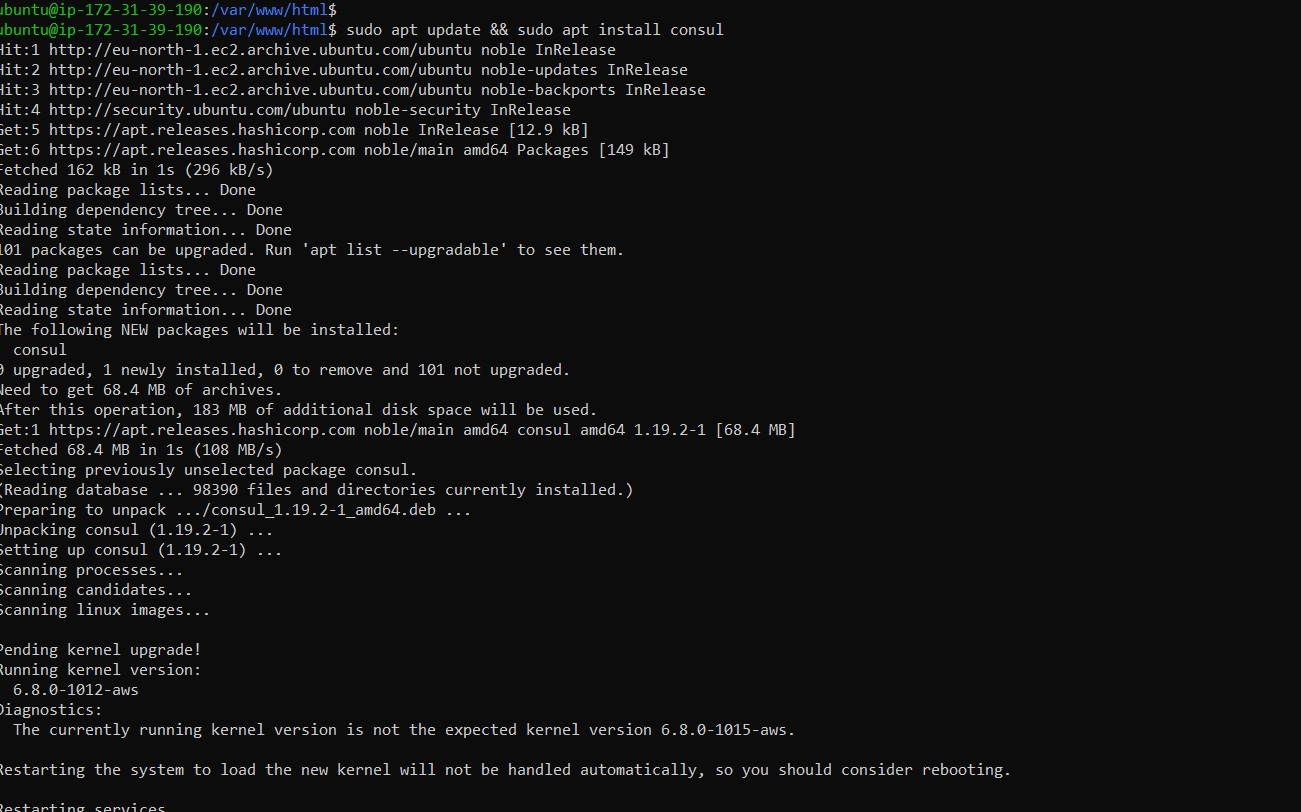 ubuntu@ip-172-31-39-190:/var/www/html$
ubuntu@ip-172-31-39-190:/var/www/html$ sudo apt update && sudo apt install consul
Hit:1 http://eu-north-1.ec2.archive.ubuntu.com/ubuntu noble InRelease
Hit:2 http://eu-north-1.ec2.archive.ubuntu.com/ubuntu noble-updates InRelease
Hit:3 http://eu-north-1.ec2.archive.ubuntu.com/ubuntu noble-backports InRelease
Hit:4 http://security.ubuntu.com/ubuntu noble-security InRelease
Get:5 https://apt.releases.hashicorp.com noble InRelease [12.9 kB]
Get:6 https://apt.releases.hashicorp.com noble/main amd64 Packages [149 kB]
Fetched 162 kB in 1s (296 kB/s)
Reading package lists... Done
Building dependency tree... Done
Reading state information... Done
101 packages can be upgraded. Run 'apt list --upgradable' to see them.
Reading package lists... Done
Building dependency tree... Done
Reading state information... Done
The following NEW packages will be installed:
  consul
0 upgraded, 1 newly installed, 0 to remove and 101 not upgraded.
Need to get 68.4 MB of archives.
After this operation, 183 MB of additional disk space will be used.
Get:1 https://apt.releases.hashicorp.com noble/main amd64 consul amd64 1.19.2-1 [68.4 MB]
Fetched 68.4 MB in 1s (108 MB/s)
Selecting previously unselected package consul.
(Reading database ... 98390 files and directories currently installed.)
Preparing to unpack .../consul_1.19.2-1_amd64.deb ...
Unpacking consul (1.19.2-1) ...
Setting up consul (1.19.2-1) ...
Scanning processes...
Scanning candidates...
Scanning linux images...
Pending kernel upgrade!
Running kernel version:
  6.8.0-1012-aws
Diagnostics:
  The currently running kernel version is not the expected kernel version 6.8.0-1015-aws.
Restarting the system to load the new kernel will not be handled automatically, so you should consider rebooting.
Restarting services